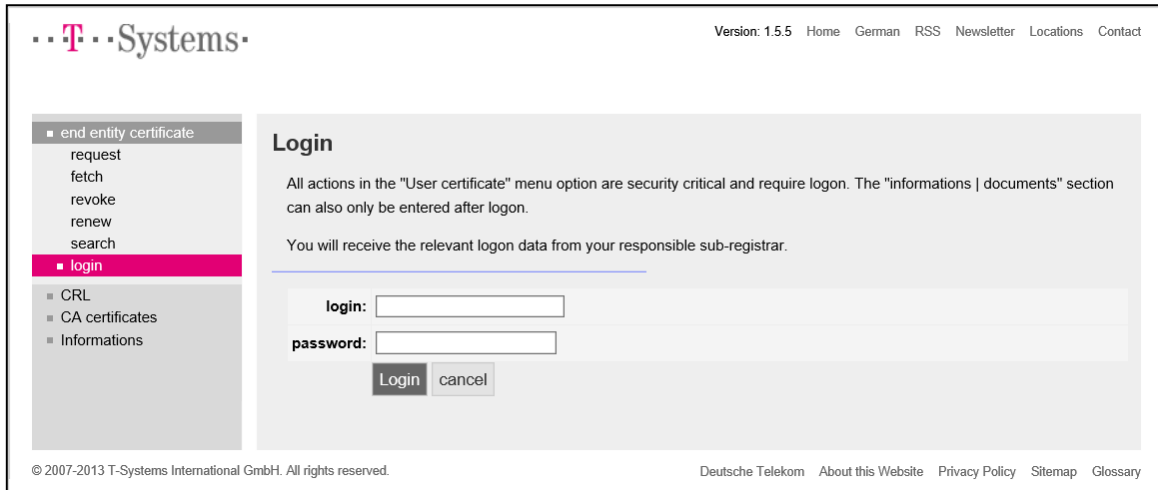 ··T··Systems·
Version: 1.5.5 Home German RSS Newsletter Locations Contact
end entity certificate
request
fetch
revoke
renew
search
login
CRL
CA certificates
Informations
Login
All actions in the "User certificate" menu option are security critical and require logon. The "informations | documents" section
can also only be entered after logon.
You will receive the relevant logon data from your responsible sub-registrar.
login:
password:
Login cancel
© 2007-2013 T-Systems International GmbH. All rights reserved.
Deutsche Telekom About this Website Privacy Policy Sitemap Glossary